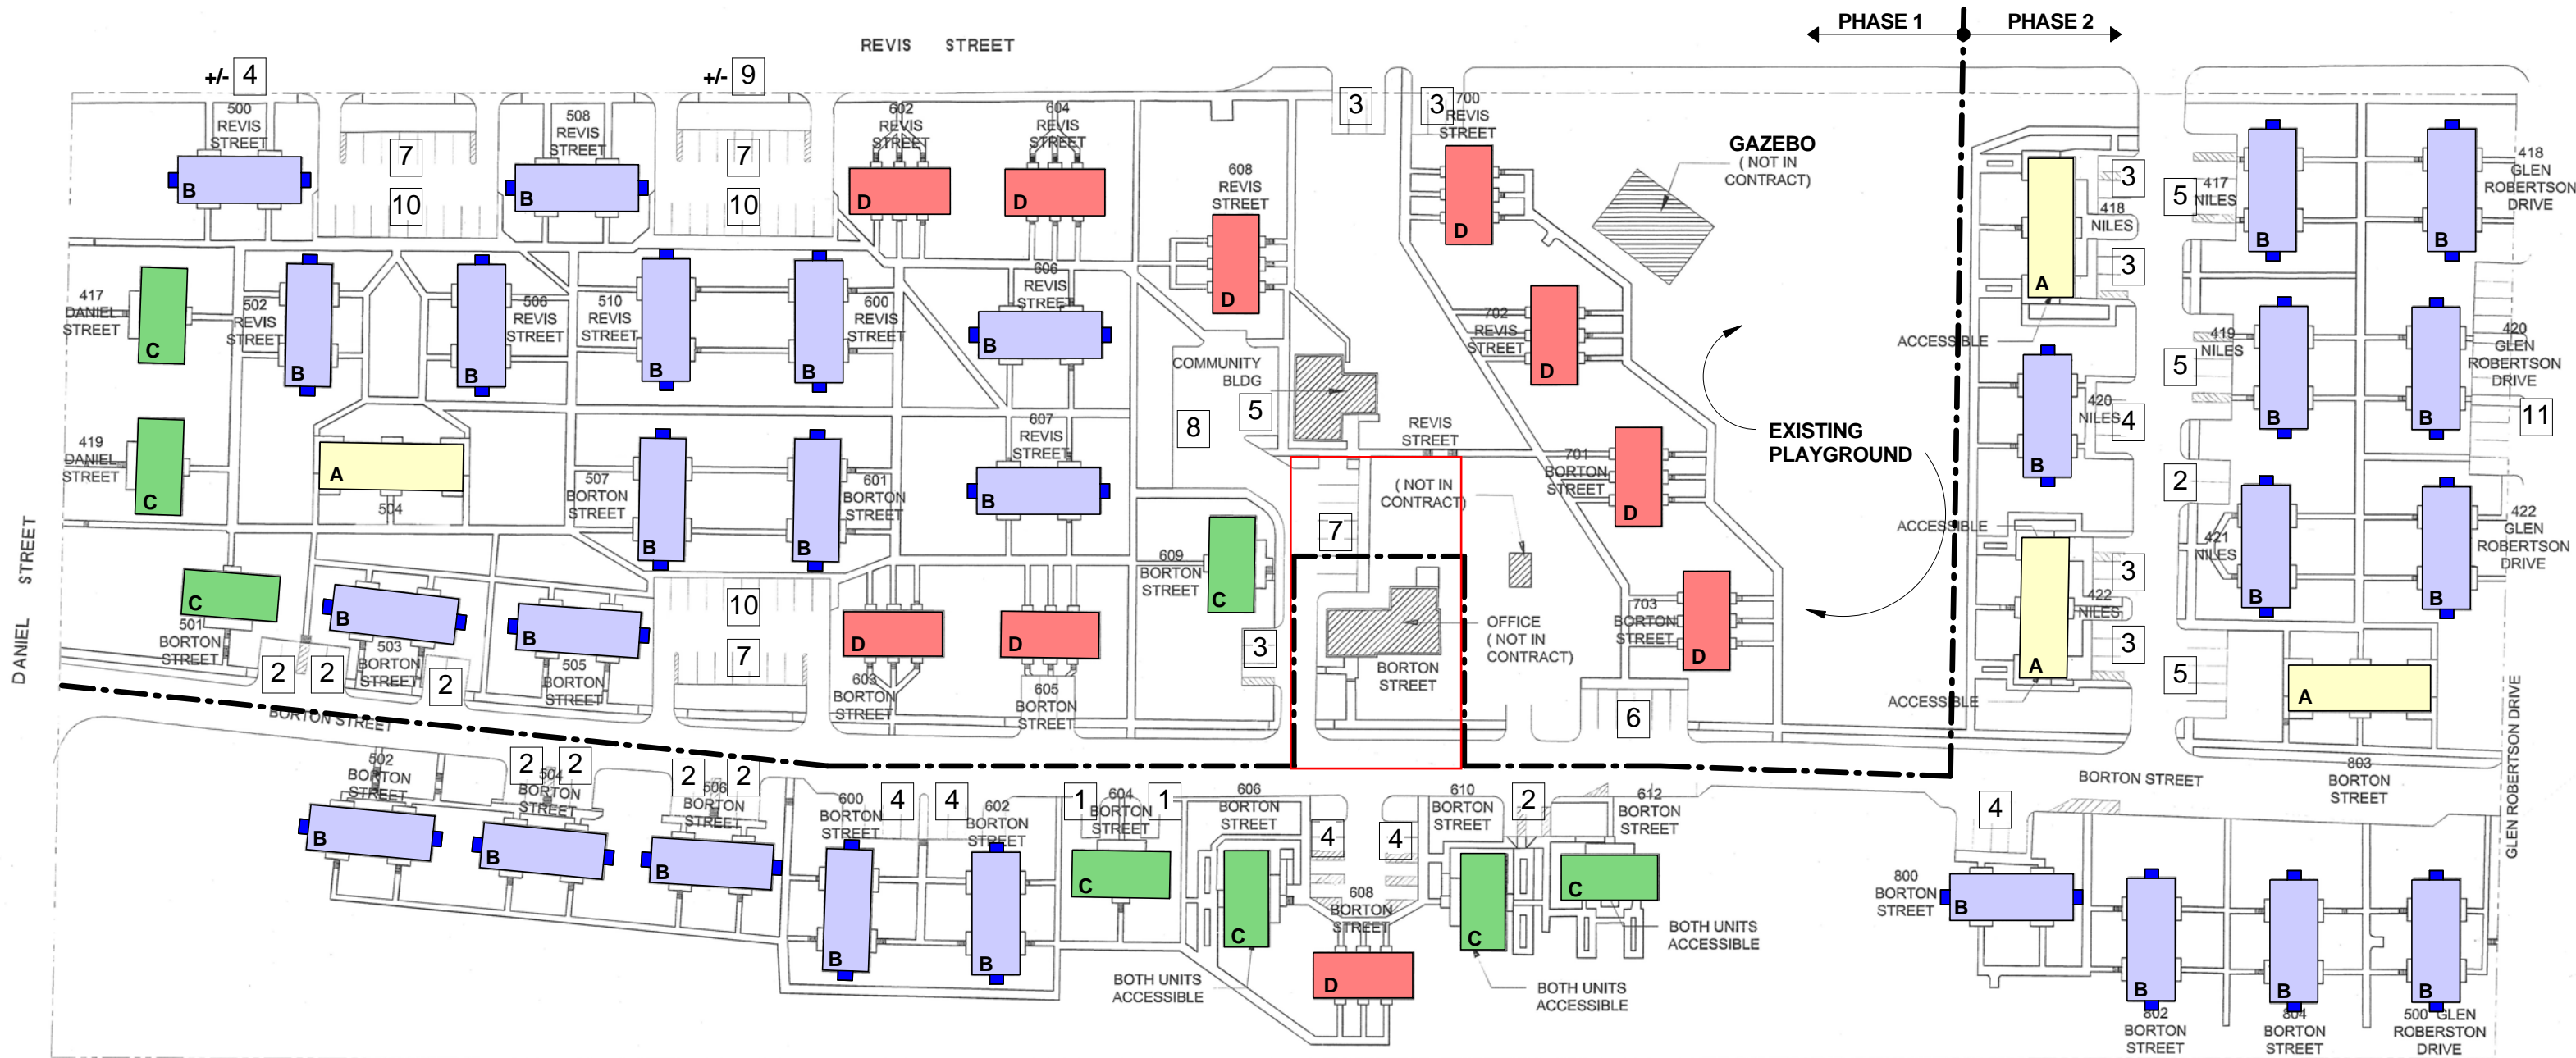 PHASE 1
PHASE 2
REVIS STREET
+/- 4
+/- 9
500
REVIS
STREET
B
7
10
508
REVIS
STREET
B
7
10
602
REVIS
STREET
D
604
REVIS
STREET
D
608
REVIS
STREET
D
3
3
700
REVIS
STREET
D
GAZEBO
( NOT IN
CONTRACT)
417
DANIEL
STREET
C
502
REVIS
STREET
B
506
REVIS
STREET
B
510
REVIS
STREET
B
600
REVIS
STREET
B
606
REVIS
STREET
B
702
REVIS
STREET
D
COMMUNITY
BLDG
5
8
EXISTING
PLAYGROUND
419
DANIEL
STREET
C
A
504
507
BORTON
STREET
B
601
BORTON
STREET
B
607
REVIS
STREET
B
REVIS
STREET
( NOT IN
CONTRACT)
7
701
BORTON
STREET
D
609
BORTON
STREET
C
3
OFFICE
( NOT IN
CONTRACT)
BORTON
STREET
703
BORTON
STREET
D
6
DANIEL STREET
C
501
BORTON
STREET
2
2
B
503
BORTON
STREET
2
B
505
BORTON
STREET
10
7
D
603
BORTON
STREET
D
605
BORTON
STREET
BORTON STREET
A
418
NILES
3
3
ACCESSIBLE
B
420
NILES
4
ACCESSIBLE
A
422
NILES
3
3
ACCESSIBLE
5
417
NILES
B
418
GLEN
ROBERTSON
DRIVE
B
5
419
NILES
B
420
GLEN
ROBERTSON
DRIVE
B
11
2
421
NILES
B
422
GLEN
ROBERTSON
DRIVE
B
5
A
803
BORTON
STREET
BORTON STREET
GLEN ROBERTSON DRIVE
502
BORTON
STREET
B
2
2
504
BORTON
STREET
B
2
2
506
BORTON
STREET
B
600
BORTON
STREET
B
4
4
602
BORTON
STREET
B
1
604
BORTON
STREET
1
C
606
BORTON
STREET
C
BOTH UNITS
ACCESSIBLE
4
4
608
BORTON
STREET
D
610
BORTON
STREET
C
2
BOTH UNITS
ACCESSIBLE
612
BORTON
STREET
C
BOTH UNITS
ACCESSIBLE
4
800
BORTON
STREET
B
B
802
BORTON
STREET
B
804
BORTON
STREET
B
500 GLEN
ROBERSTON
DRIVE